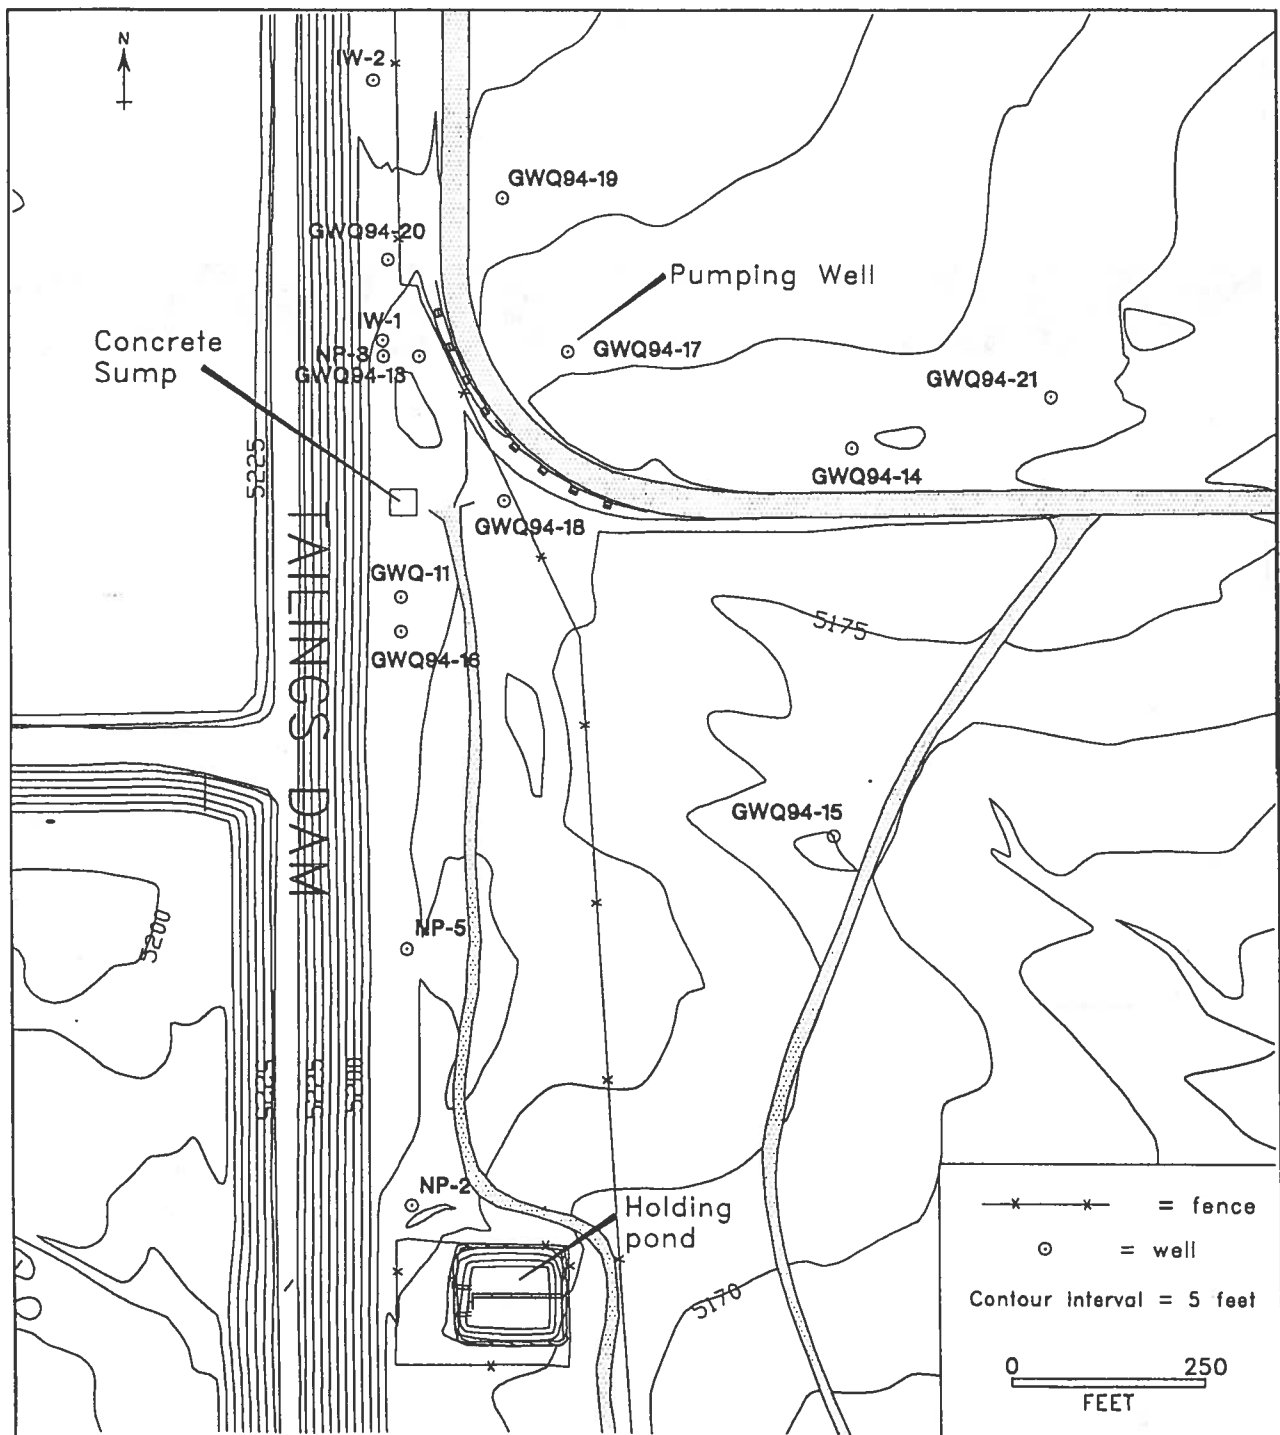 N
IW-2
GWQ94-19
GWQ94-20
Pumping Well
IW-1
Concrete
Sump
NP-3
GWQ94-17
GWQ94-13
GWQ94-21
5225
GWQ94-14
GWQ94-18
TAILINGS DAM
GWQ-11
5175
GWQ94-16
GWQ94-15
NP-5
5200
5225
5200
NP-2
Holding
pond
= fence
= well
5170
Contour Interval = 5 feet
0 250
FEET